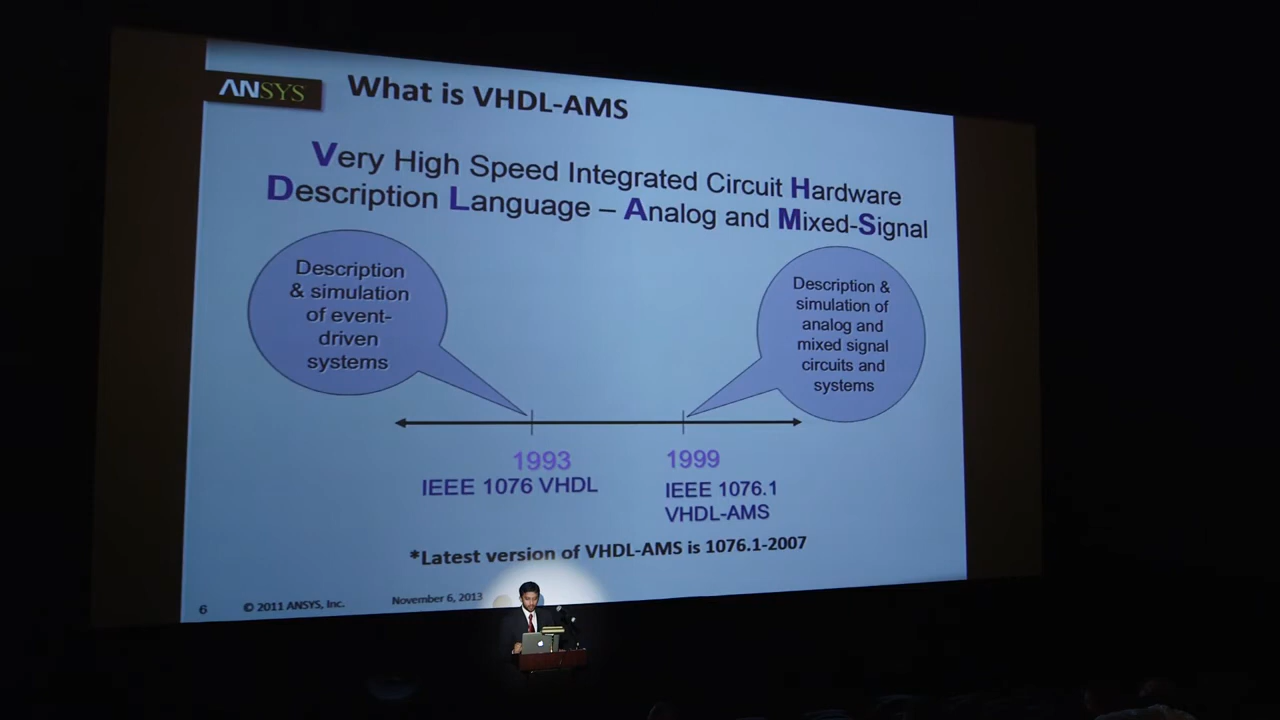 ANSYS
What is VHDL-AMS
Very High Speed Integrated Circuit Hardware
Description Language – Analog and Mixed-Signal
Description
& simulation
of event-
driven
systems
Description &
simulation of
analog and
mixed signal
circuits and
systems
1993
IEEE 1076 VHDL
1999
IEEE 1076.1
VHDL-AMS
*Latest version of VHDL-AMS is 1076.1-2007
6
© 2011 ANSYS, Inc.
November 6, 2013